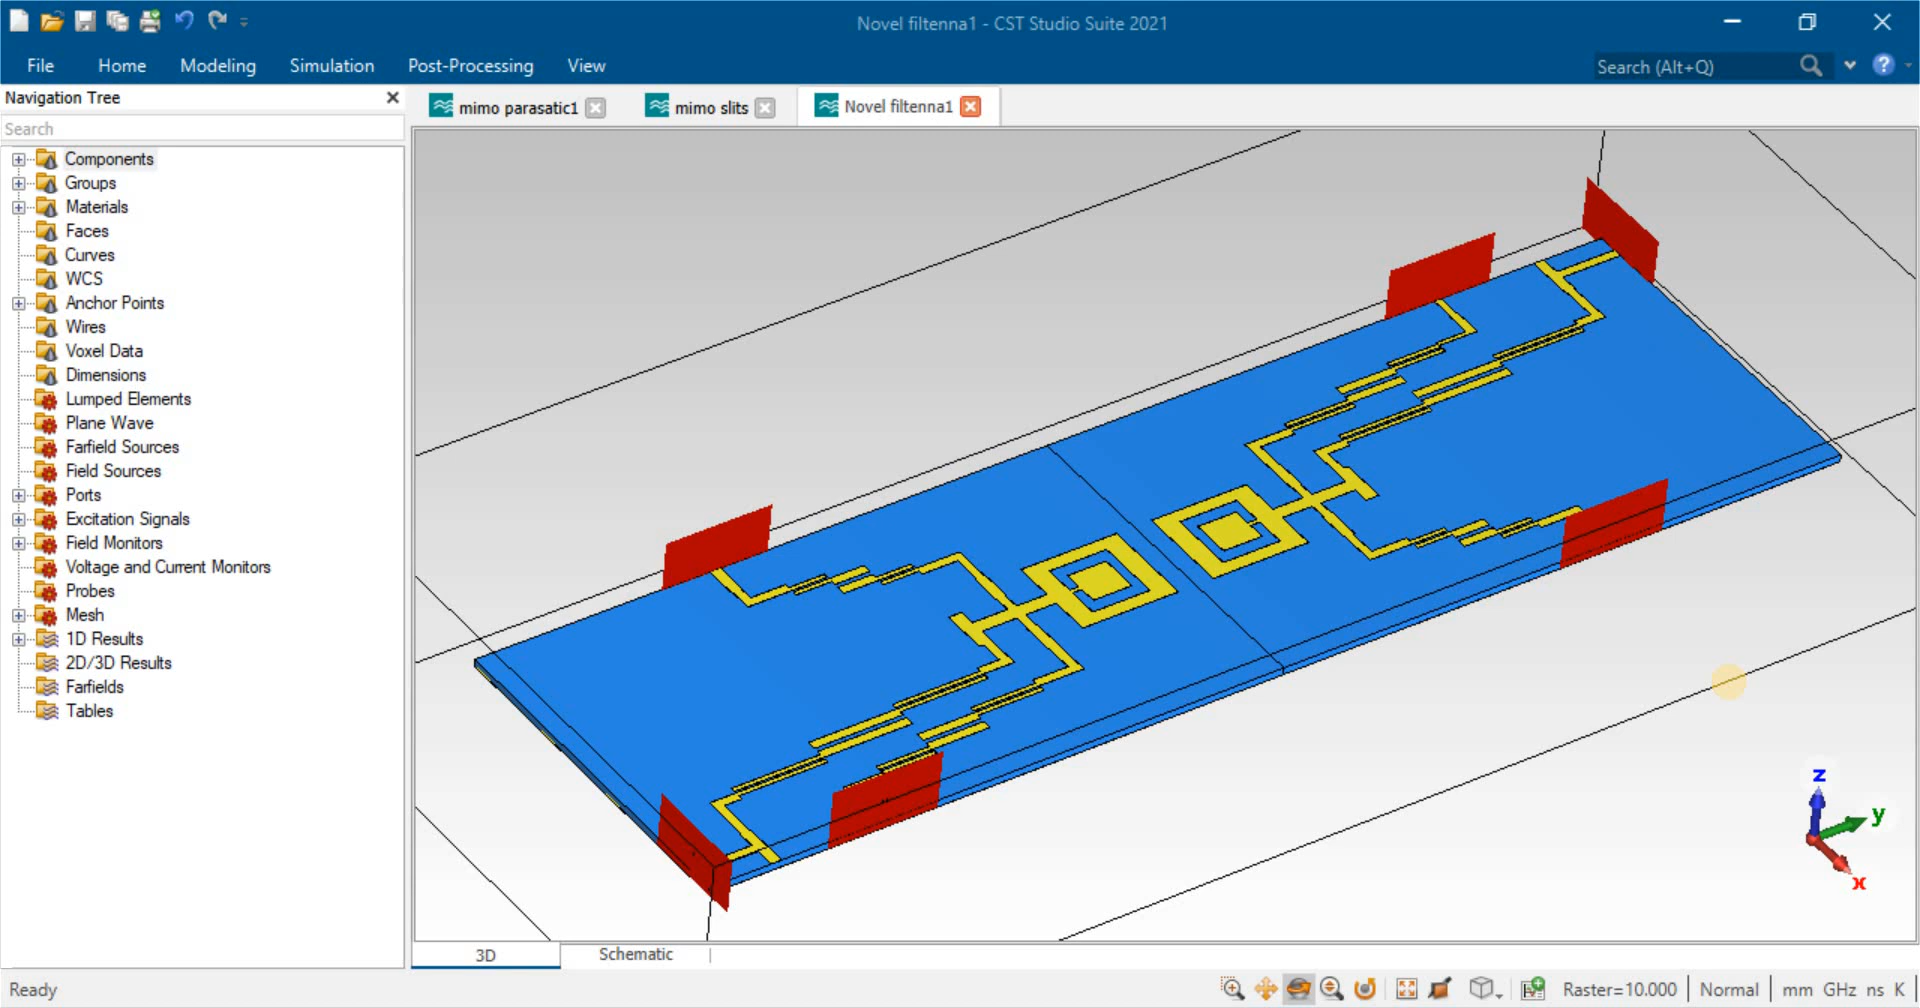 Novel filtenna1 - CST Studio Suite 2021
File Home Modeling Simulation Post-Processing View
Search (Alt+Q)
?
Navigation Tree
mimo parasatic1
mimo slits
Novel filtenna1
Search
Components
Groups
Materials
Faces
Curves
WCS
Anchor Points
Wires
Voxel Data
Dimensions
Lumped Elements
Plane Wave
Farfield Sources
Field Sources
Ports
Excitation Signals
Field Monitors
Voltage and Current Monitors
Probes
Mesh
1D Results
2D/3D Results
Farfields
Tables
z
y
x
3D
Schematic
Ready
Raster=10.000 Normal mm GHz ns K